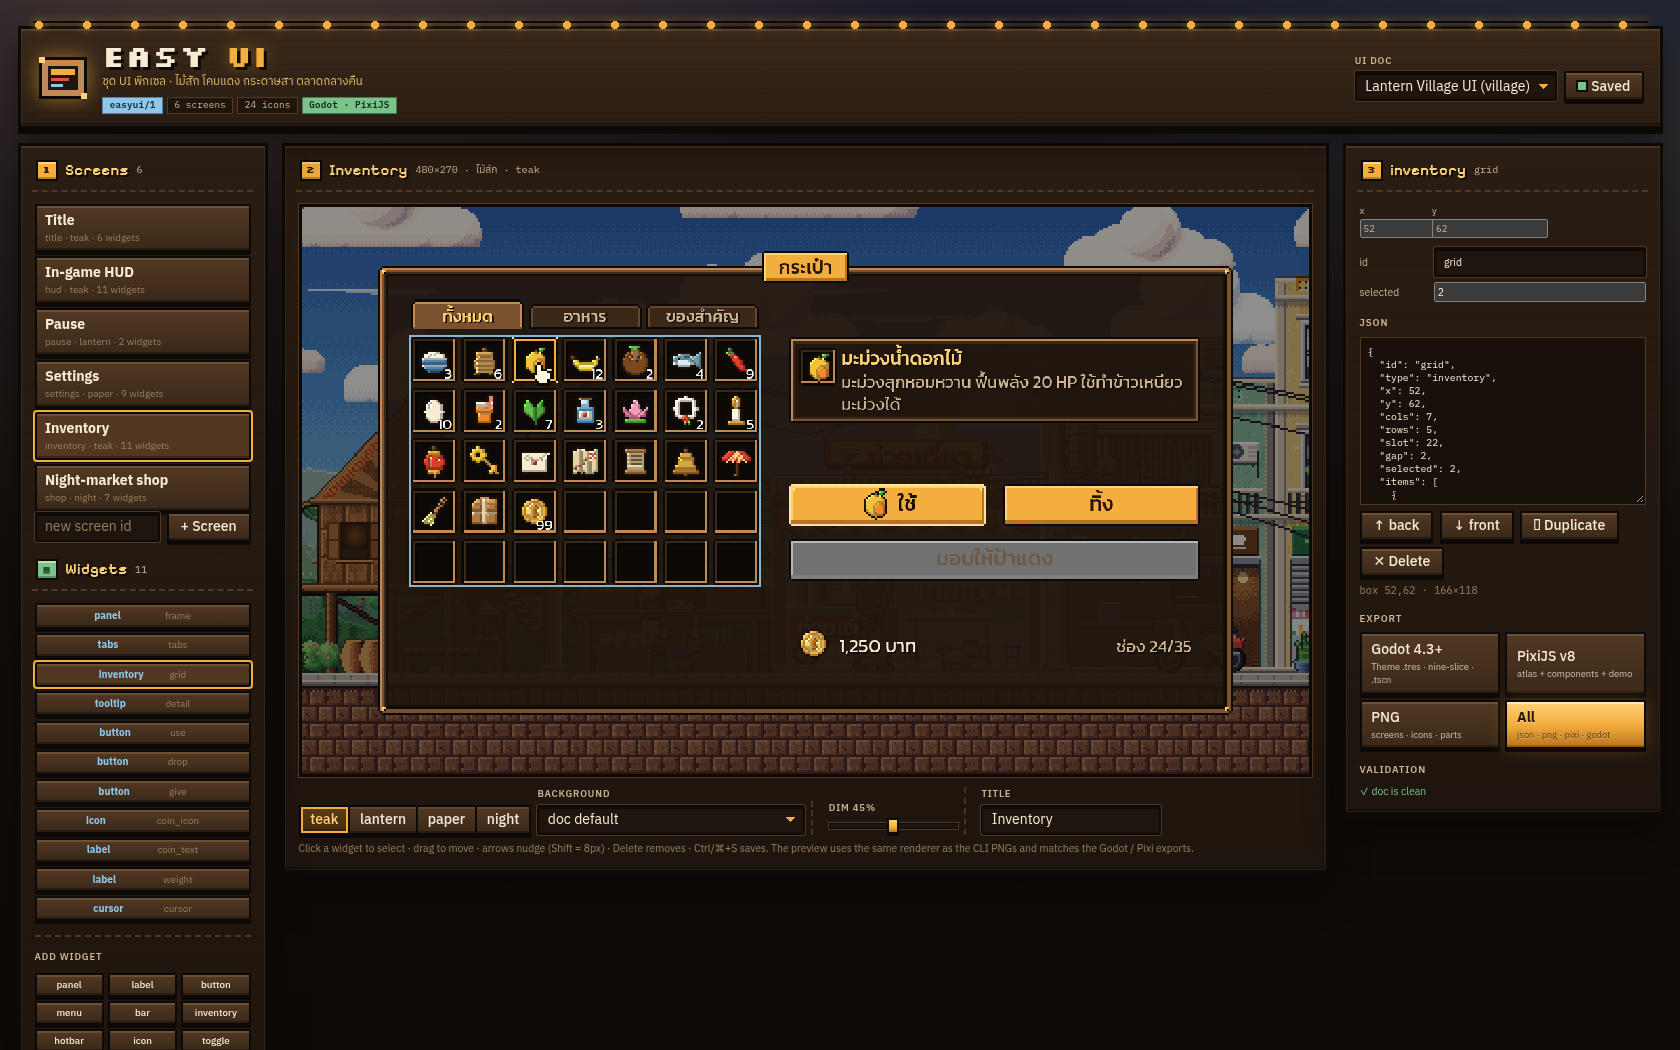 EASY UI
ชุด UI พิกเซล · ไม้สัก โคมแดง กระดาษสา ตลาดกลางคืน
easyui/1
6 screens
24 icons
Godot · PixiJS
UI DOC
Lantern Village UI (village)
Saved
1 Screens 6
Title
title · teak · 6 widgets
In-game HUD
hud · teak · 11 widgets
Pause
pause · lantern · 2 widgets
Settings
settings · paper · 9 widgets
Inventory
inventory · teak · 11 widgets
Night-market shop
shop · night · 7 widgets
new screen id
+ Screen
Widgets 11
panel frame
tabs tabs
inventory grid
tooltip detail
button use
button drop
button give
icon coin_icon
label coin_text
label weight
cursor cursor
ADD WIDGET
panel label button
menu bar inventory
hotbar icon toggle
2 Inventory 480×270 · ไม้สัก · teak
กระเป๋า
ทั้งหมด อาหาร ของสำคัญ
3 6 12 2 4 9
10 2 7 3 2 5
99
มะม่วงน้ำดอกไม้
มะม่วงสุกหอมหวาน ฟื้นพลัง 20 HP ใช้ทำข้าวเหนียว
มะม่วงได้
ใช้ ทิ้ง
มอบให้ป้าแดง
1,250 บาท
ช่อง 24/35
teak lantern paper night
BACKGROUND
doc default
DIM 45%
TITLE
Inventory
Click a widget to select · drag to move · arrows nudge (Shift = 8px) · Delete removes · Ctrl/⌘+S saves. The preview uses the same renderer as the CLI PNGs and matches the Godot / Pixi exports.
3 inventory grid
x y
52 62
id grid
selected 2
JSON
{
"id": "grid",
"type": "inventory",
"x": 52,
"y": 62,
"cols": 7,
"rows": 5,
"slot": 22,
"gap": 2,
"selected": 2,
"items": [
{
↑ back
↓ front
Duplicate
✕ Delete
box 52,62 · 166×118
EXPORT
Godot 4.3+
Theme .tres · nine-slice · .tscn
PixiJS v8
atlas + components + demo
PNG
screens · icons · parts
All
json · png · pixi · godot
VALIDATION
✓ doc is clean